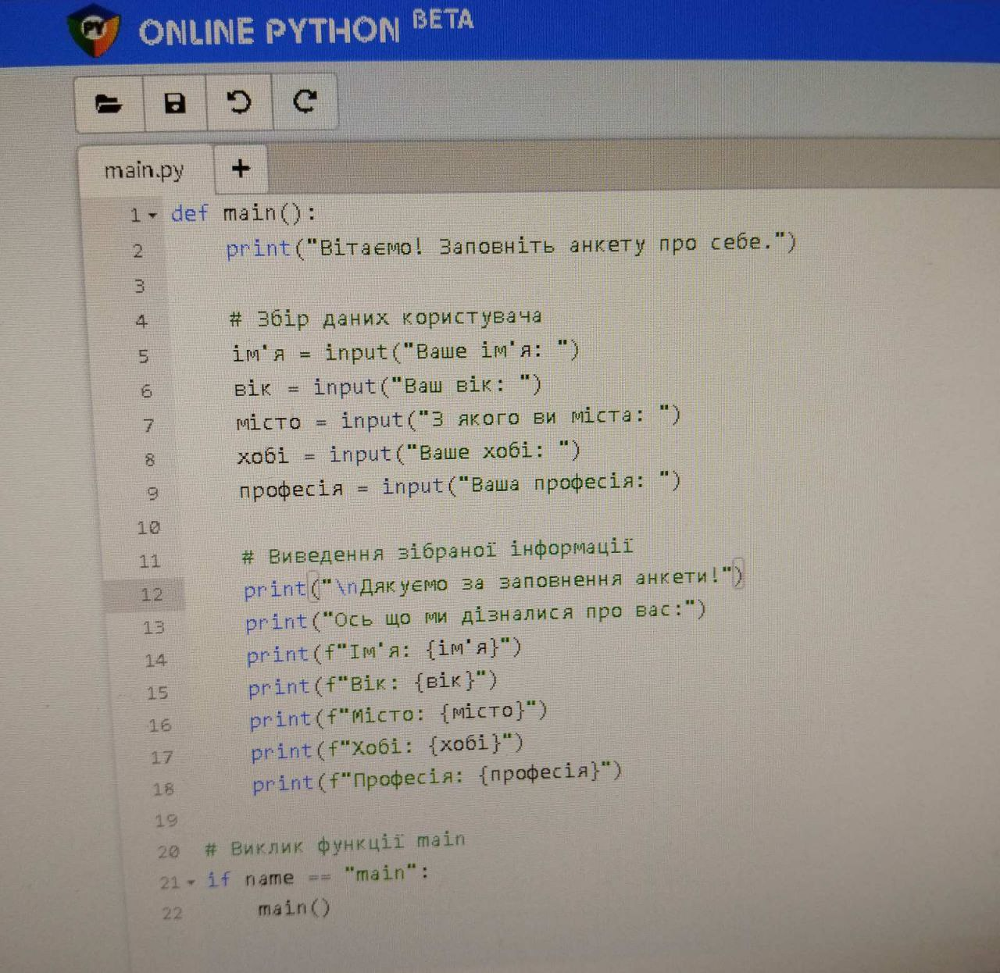 PY ONLINE PYTHON BETA
main.py +
1 def main():
2 print("Вітаємо! Заповніть анкету про себе.")
3
4 # Збір даних користувача
5 ім'я = input("Ваше ім'я: ")
6 вік = input("Ваш вік: ")
7 місто = input("З якого ви міста: ")
8 хобі = input("Ваше хобі: ")
9 професія = input("Ваша професія: ")
10
11 # Виведення зібраної інформації
12 print("\nДякуємо за заповнення анкети!")
13 print("Ось що ми дізналися про вас:")
14 print(f"Ім'я: {ім'я}")
15 print(f"Вік: {вік}")
16 print(f"Місто: {місто}")
17 print(f"Хобі: {хобі}")
18 print(f"Професія: {професія}")
19
20 # Виклик функції main
21 if name == "main":
22 main()